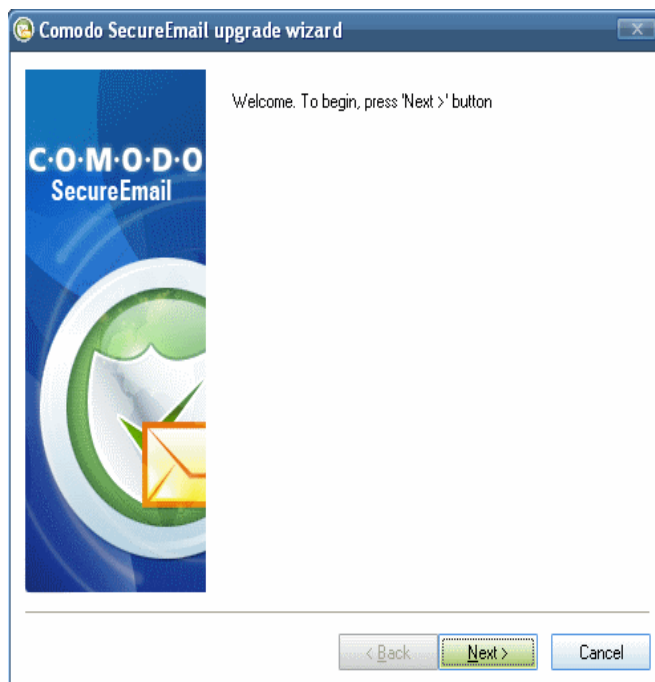 Comodo SecureEmail upgrade wizard
Welcome. To begin, press 'Next >' button
C·O·M·O·D·O
SecureEmail
< Back
Next >
Cancel